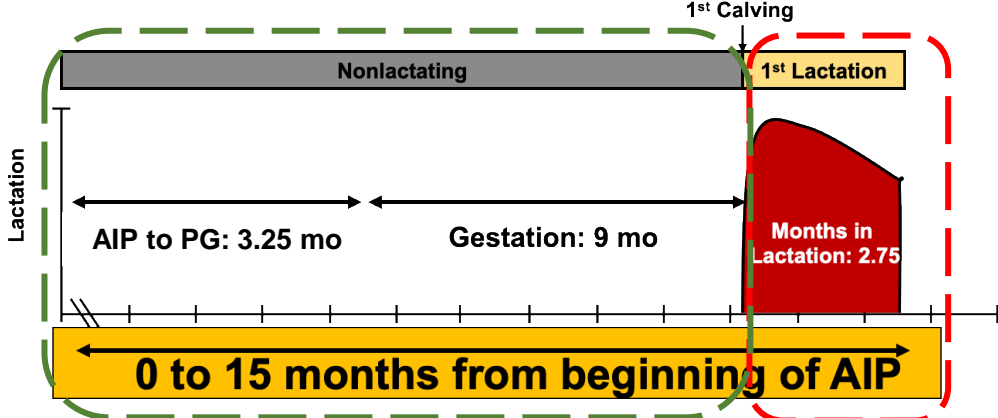 1st Calving
Nonlactating
1st Lactation
Lactation
AIP to PG: 3.25 mo
Gestation: 9 mo
Months in
Lactation: 2.75
0 to 15 months from beginning of AIP